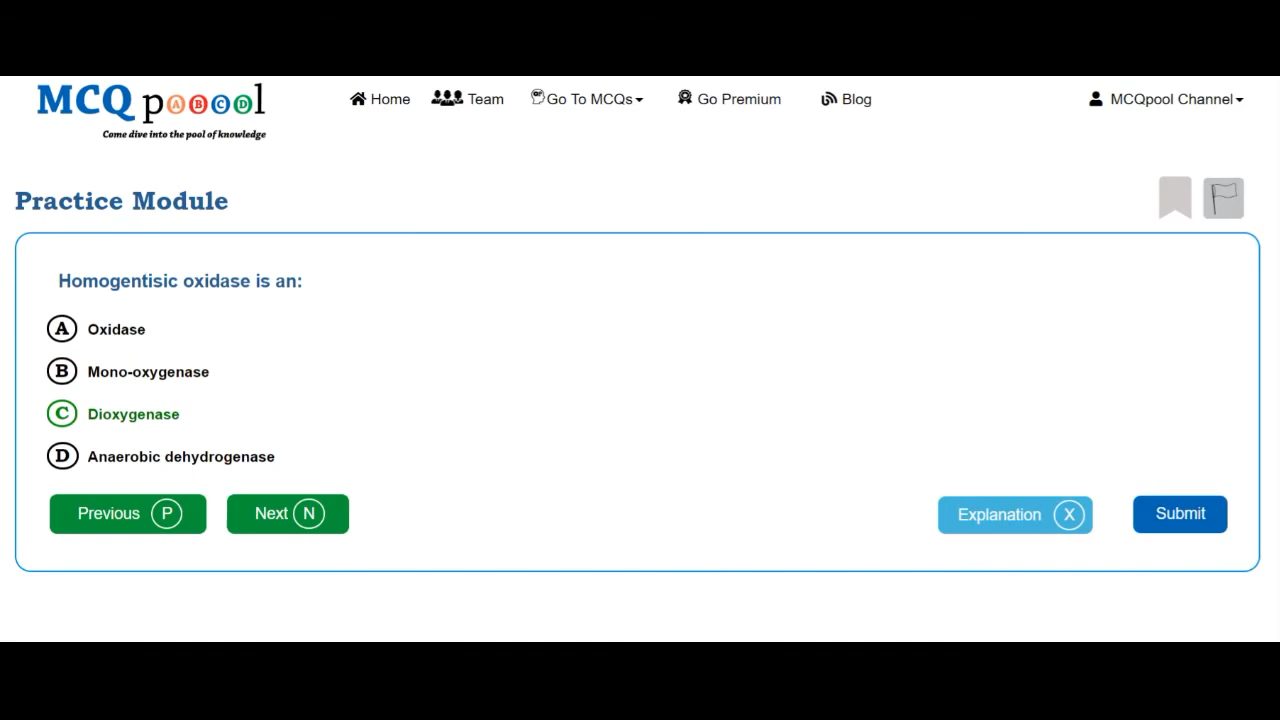 MCQ pooool
Come dive into the pool of knowledge
Home Team Go To MCQs Go Premium Blog MCQpool Channel
Practice Module
Homogentisic oxidase is an:
A Oxidase
B Mono-oxygenase
C Dioxygenase
D Anaerobic dehydrogenase
Previous P Next N Explanation X Submit